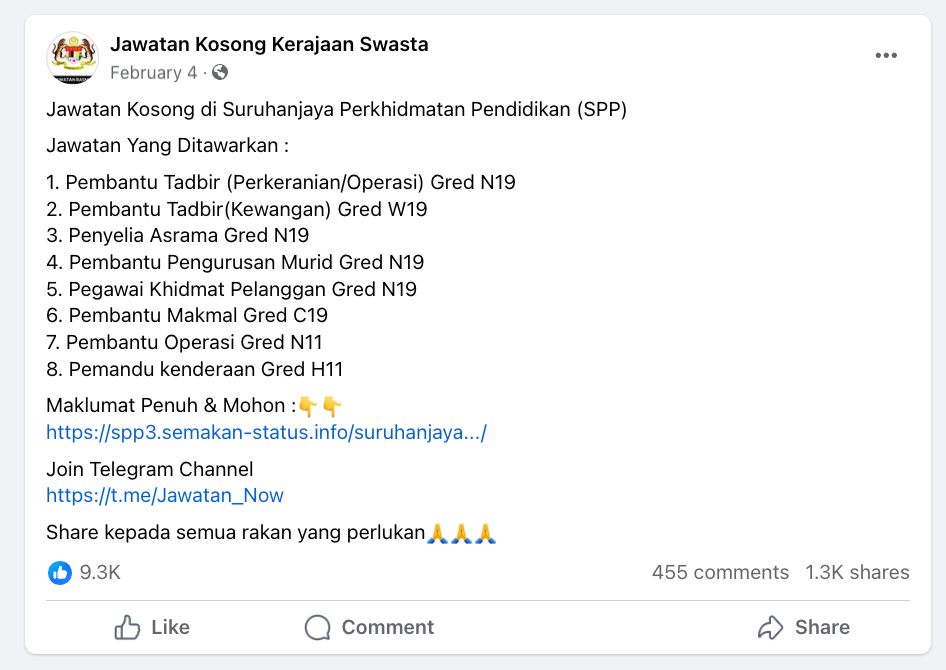 Jawatan Kosong Kerajaan Swasta
February 4 ·
Jawatan Kosong di Suruhanjaya Perkhidmatan Pendidikan (SPP)
Jawatan Yang Ditawarkan :
1. Pembantu Tadbir (Perkeranian/Operasi) Gred N19
2. Pembantu Tadbir(Kewangan) Gred W19
3. Penyelia Asrama Gred N19
4. Pembantu Pengurusan Murid Gred N19
5. Pegawai Khidmat Pelanggan Gred N19
6. Pembantu Makmal Gred C19
7. Pembantu Operasi Gred N11
8. Pemandu kenderaan Gred H11
Maklumat Penuh & Mohon :👇👇
https://spp3.semakan-status.info/suruhanjaya.../
Join Telegram Channel
https://t.me/Jawatan_Now
Share kepada semua rakan yang perlukan🙏🙏🙏
9.3K 455 comments 1.3K shares
Like Comment Share